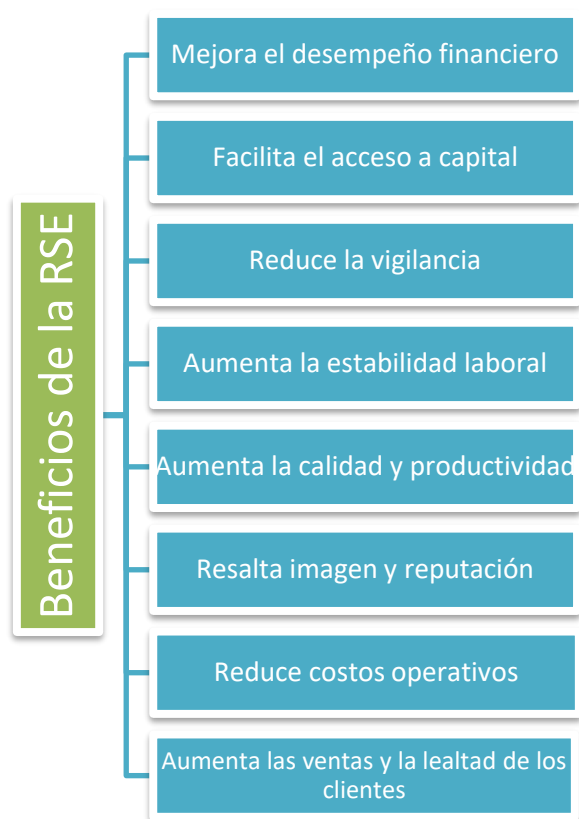 Beneficios de la RSE
Mejora el desempeño financiero
Facilita el acceso a capital
Reduce la vigilancia
Aumenta la estabilidad laboral
Aumenta la calidad y productividad
Resalta imagen y reputación
Reduce costos operativos
Aumenta las ventas y la lealtad de los
clientes